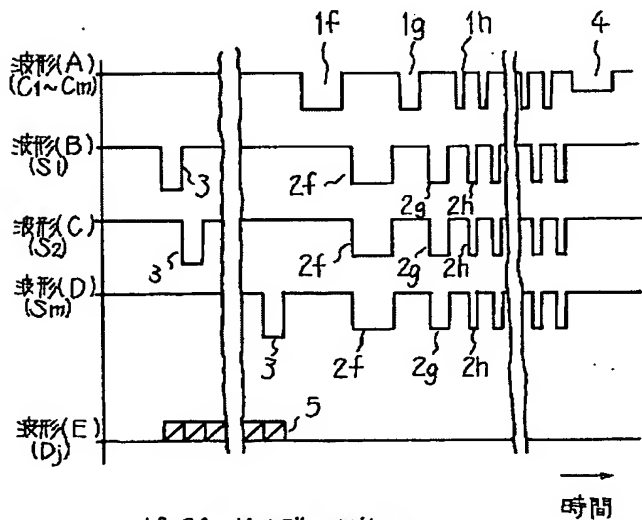 1f
1g
1h
4
波形(A)
(C1~Cm)
波形(B)
(S1)
3
2f
2g
2h
波形(C)
(S2)
3
2f
2g
2h
波形(D)
(Sm)
3
2f
2g
2h
波形(E)
(Dj)
5
時間